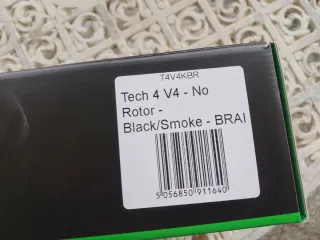 T4V4KBR
Tech 4 V4 - No
Rotor -
Black/Smoke - BRAI
5 056850 911640